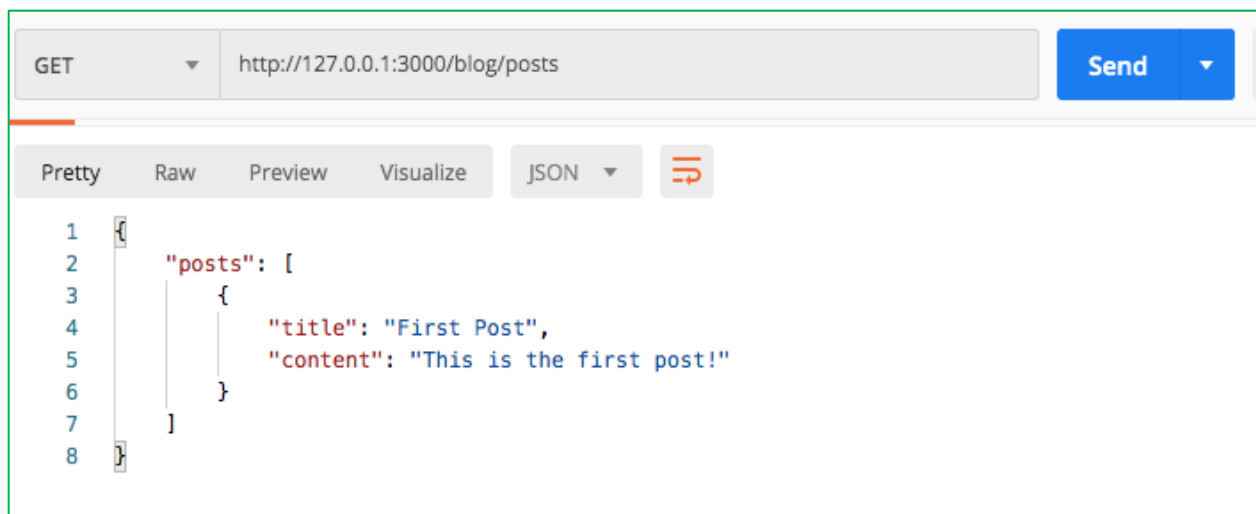 GET http://127.0.0.1:3000/blog/posts Send
Pretty Raw Preview Visualize JSON
1 {
2 "posts": [
3 {
4 "title": "First Post",
5 "content": "This is the first post!"
6 }
7 ]
8 }